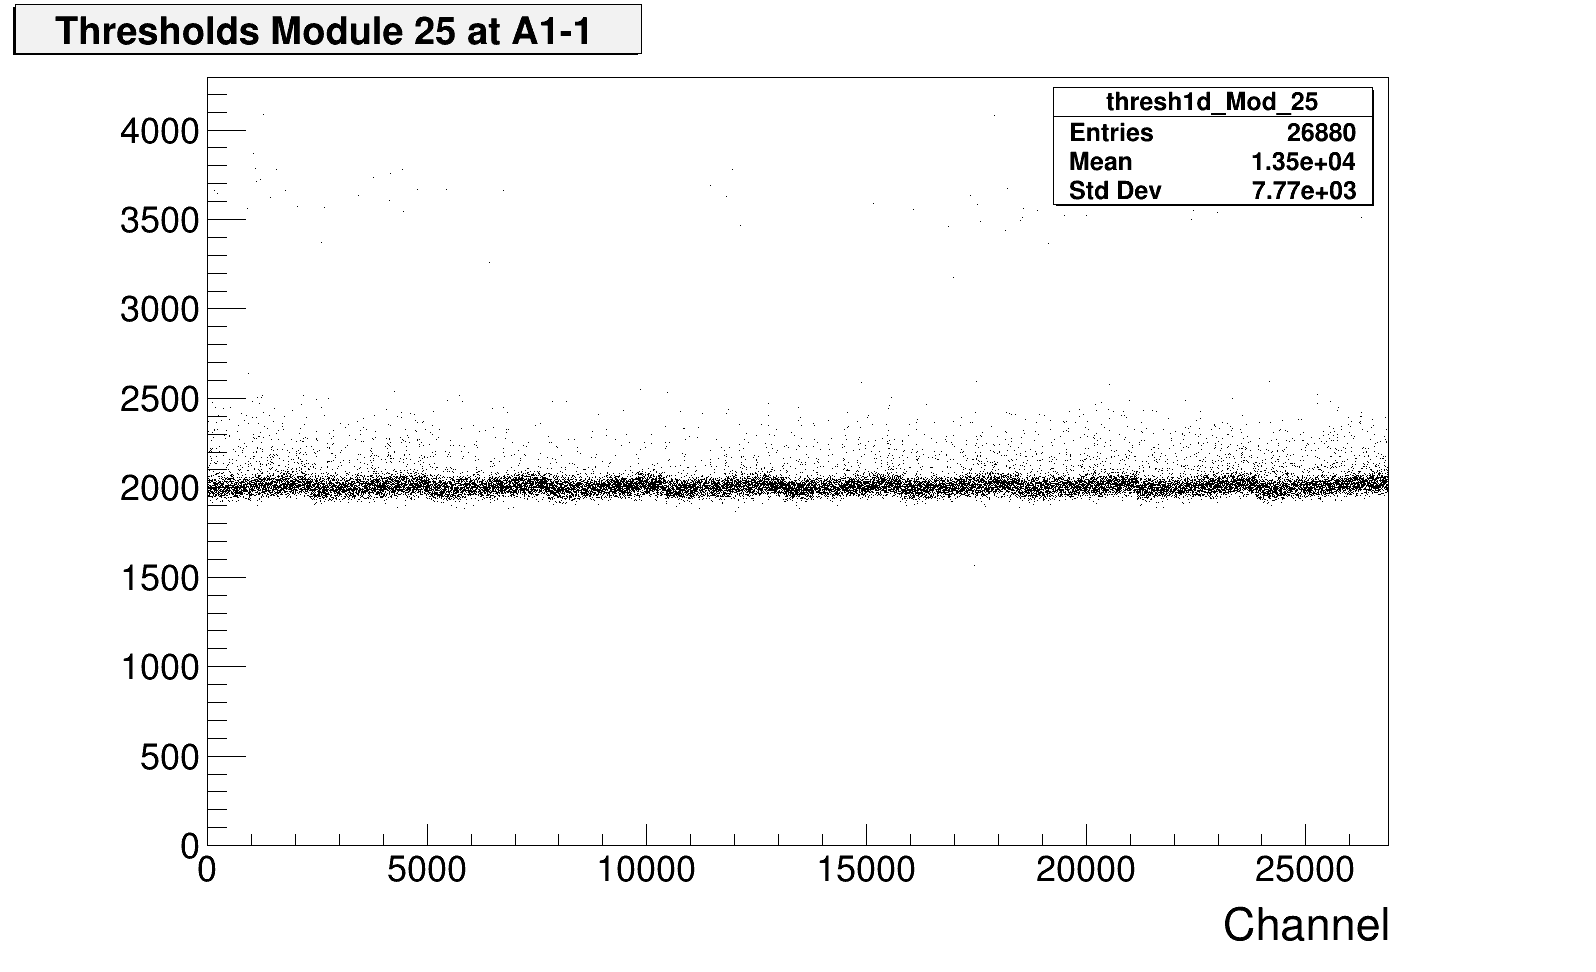 Thresholds Module 25 at A1-1
thresh1d_Mod_25
Entries 26880
Mean 1.35e+04
Std Dev 7.77e+03
4000
3500
3000
2500
2000
1500
1000
500
0
0 5000 10000 15000 20000 25000
Channel